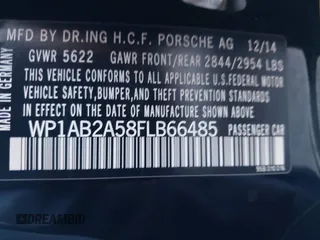 MFD BY DR.ING H.C.F. PORSCHE AG 12/14
GVWR 5622 GAWR FRONT/REAR 2844/2954 LBS
THIS VEHICLE CONFORMS TO ALL APPLICABLE U.S.FEDERAL MOTOR
VEHICLE SAFETY, BUMPER, AND THEFT PREVENTION STANDARDS
IN EFFECT ON THE DATE OF MANUFACTURE SHOWN ABOVE
WP1AB2A58FLB66485 PASSENGER CAR
MADE IN GERMANY
DREAMBID